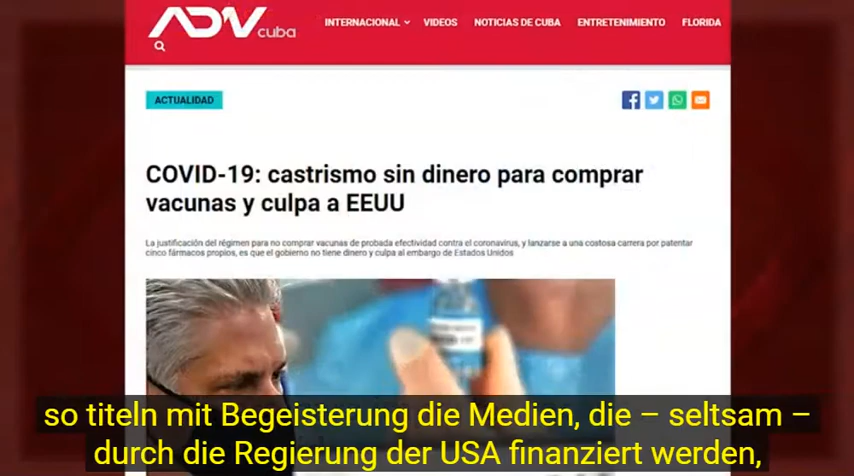 ADN cuba
INTERNACIONAL VIDEOS NOTICIAS DE CUBA ENTRETENIMIENTO FLORIDA
ACTUALIDAD
COVID-19: castrismo sin dinero para comprar
vacunas y culpa a EEUU
La justificación del régimen para no comprar vacunas de probada efectividad contra el coronavirus, y lanzarse a una costosa carrera por patentar
cinco fármacos propios, es que el gobierno no tiene dinero y culpa al embargo de Estados Unidos
so titeln mit Begeisterung die Medien, die – seltsam –
durch die Regierung der USA finanziert werden,